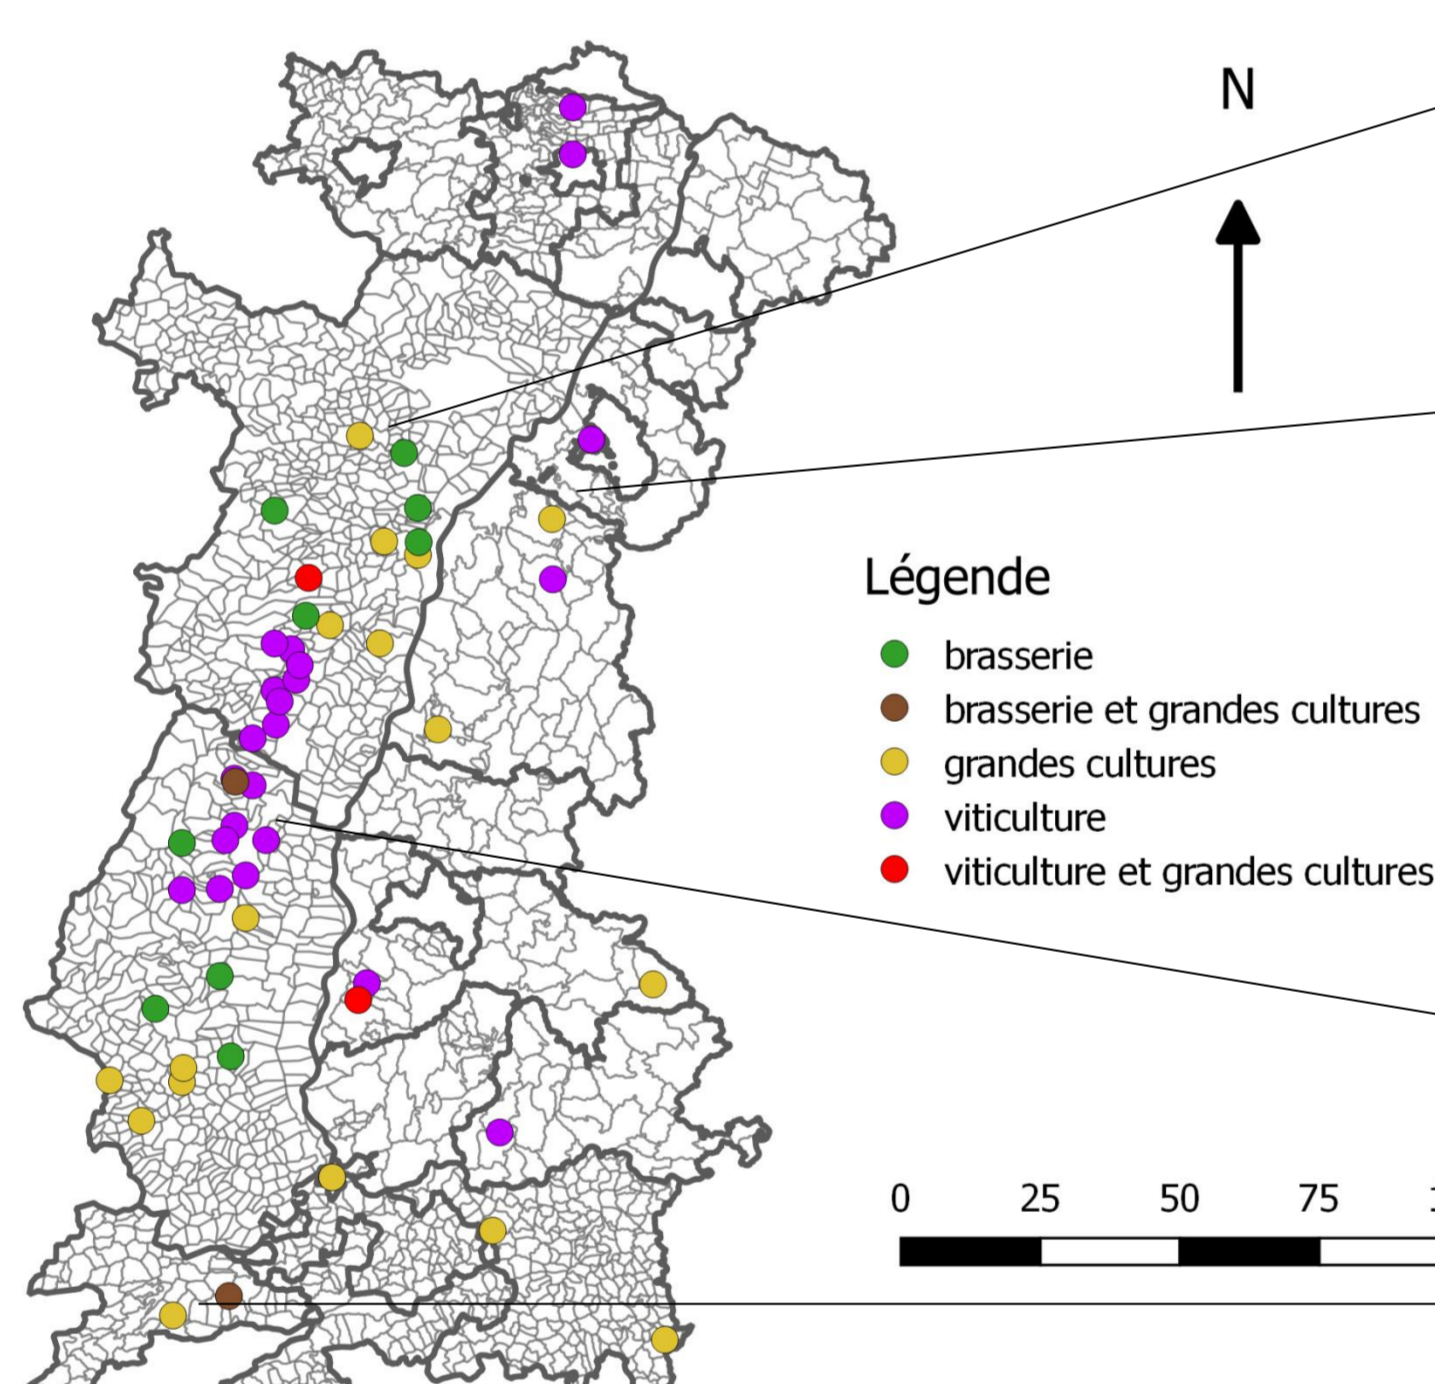 N
Légende
brasserie
brasserie et grandes cultures
grandes cultures
viticulture
viticulture et grandes cultures
0 25 50 75